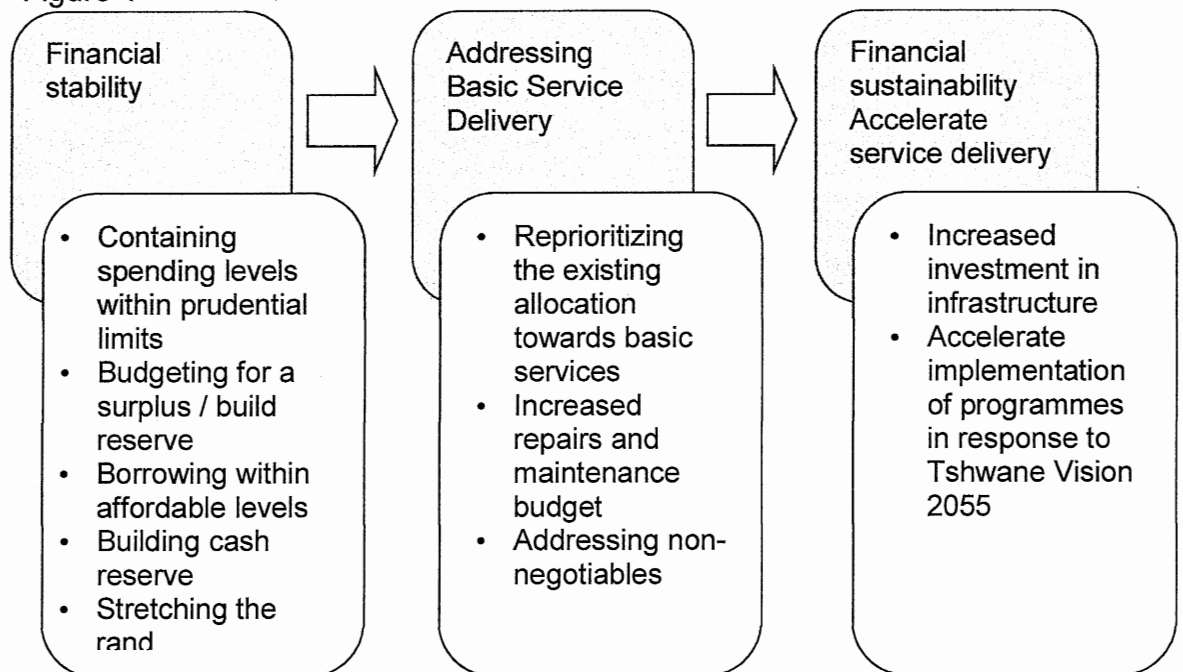 Financial
stability
• Containing
spending levels
within prudential
limits
• Budgeting for a
surplus / build
reserve
• Borrowing within
affordable levels
• Building cash
reserve
• Stretching the
rand
Addressing
Basic Service
Delivery
• Reprioritizing
the existing
allocation
towards basic
services
• Increased
repairs and
maintenance
budget
• Addressing non-
negotiables
Financial
sustainability
Accelerate
service delivery
• Increased
investment in
infrastructure
• Accelerate
implementation
of programmes
in response to
Tshwane Vision
2055